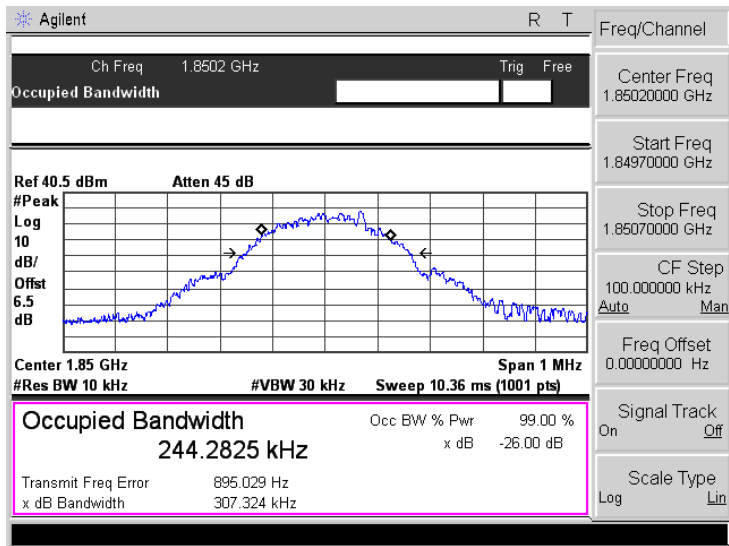 Agilent R T
Ch Freq 1.8502 GHz Trig Free
Occupied Bandwidth
Ref 40.5 dBm Atten 45 dB
#Peak
Log
10
dB/
Offst
6.5
dB
Center 1.85 GHz Span 1 MHz
#Res BW 10 kHz #VBW 30 kHz Sweep 10.36 ms (1001 pts)
Occupied Bandwidth
244.2825 kHz
Occ BW % Pwr 99.00 %
x dB -26.00 dB
Transmit Freq Error 895.029 Hz
x dB Bandwidth 307.324 kHz
Freq/Channel
Center Freq
1.85020000 GHz
Start Freq
1.84970000 GHz
Stop Freq
1.85070000 GHz
CF Step
100.000000 kHz
Auto Man
Freq Offset
0.00000000 Hz
Signal Track
On Off
Scale Type
Log Lin